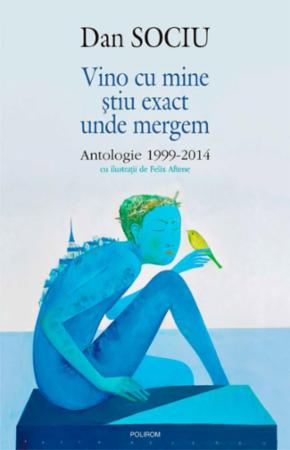 Dan SOCIU
Vino cu mine
știu exact
unde mergem
Antologie 1999-2014
cu ilustrații de Felix Aftene
POLIROM